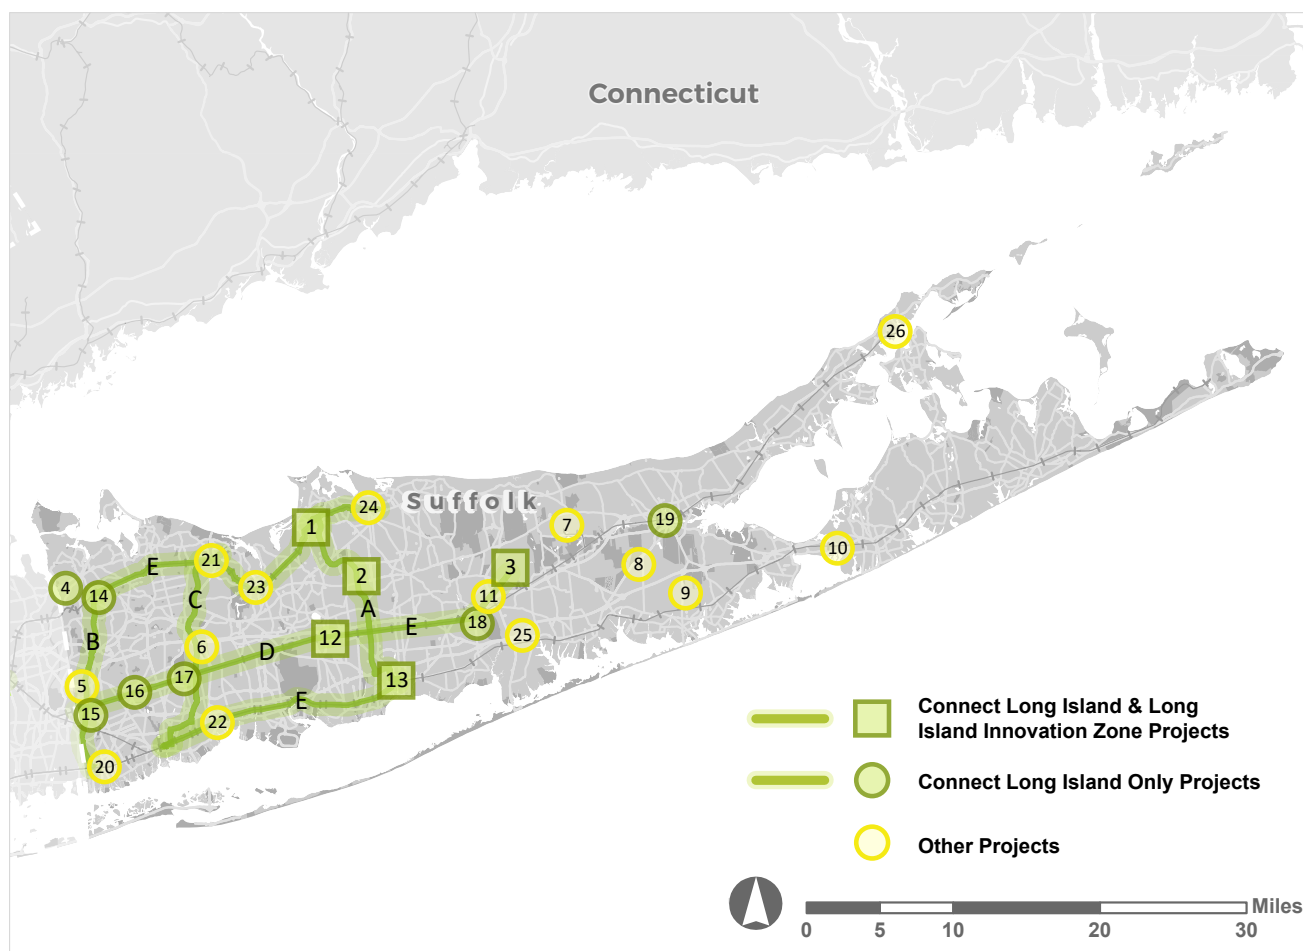 Connecticut
26
Suffolk
24
1
7
19
10
21
E
3
8
2
4
14
23
C
11
9
A
B
18
25
E
12
6
D
17
5
16
13
15
E
22
20
Connect Long Island & Long
Island Innovation Zone Projects
Connect Long Island Only Projects
Other Projects
Miles
0 5 10 20 30